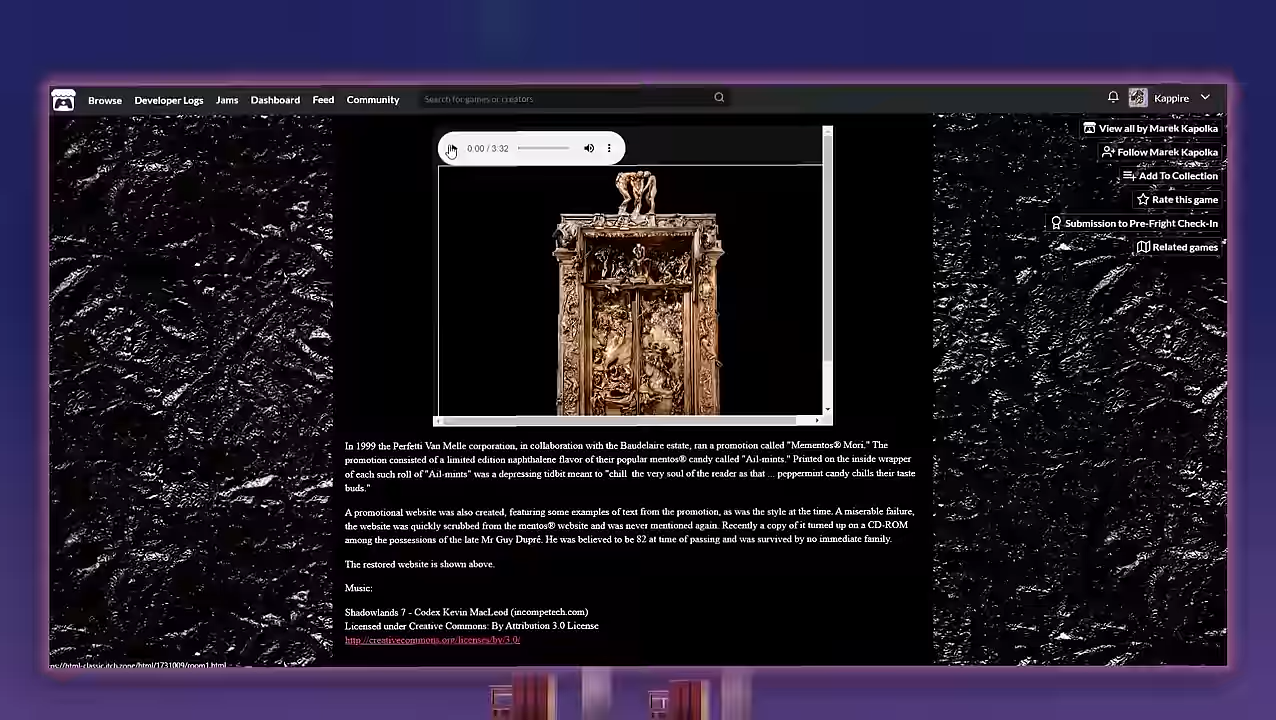 Browse Developer Logs Jams Dashboard Feed Community Search for games or creators Kappire
View all by Marek Kapolka
Follow Marek Kapolka
Add To Collection
Rate this game
Submission to Pre-Fright Check-In
Related games
0:00 / 3:32
In 1999 the Perfetti Van Melle corporation, in collaboration with the Baudelaire estate, ran a promotion called "Mementos® Mori." The
promotion consisted of a limited edition naphthalene flavor of their popular mentos® candy called "Ail-mints." Printed on the inside wrapper
of each such roll of "Ail-mints" was a depressing tidbit meant to "chill the very soul of the reader as that ... peppermint candy chills their taste
buds."
A promotional website was also created, featuring some examples of text from the promotion, as was the style at the time. A miserable failure,
the website was quickly scrubbed from the mentos® website and was never mentioned again. Recently a copy of it turned up on a CD-ROM
among the possessions of the late Mr Guy Dupré. He was believed to be 82 at time of passing and was survived by no immediate family.
The restored website is shown above.
Music:
Shadowlands 7 - Codex Kevin MacLeod (incompetech.com)
Licensed under Creative Commons: By Attribution 3.0 License
http://creativecommons.org/licenses/by/3.0/